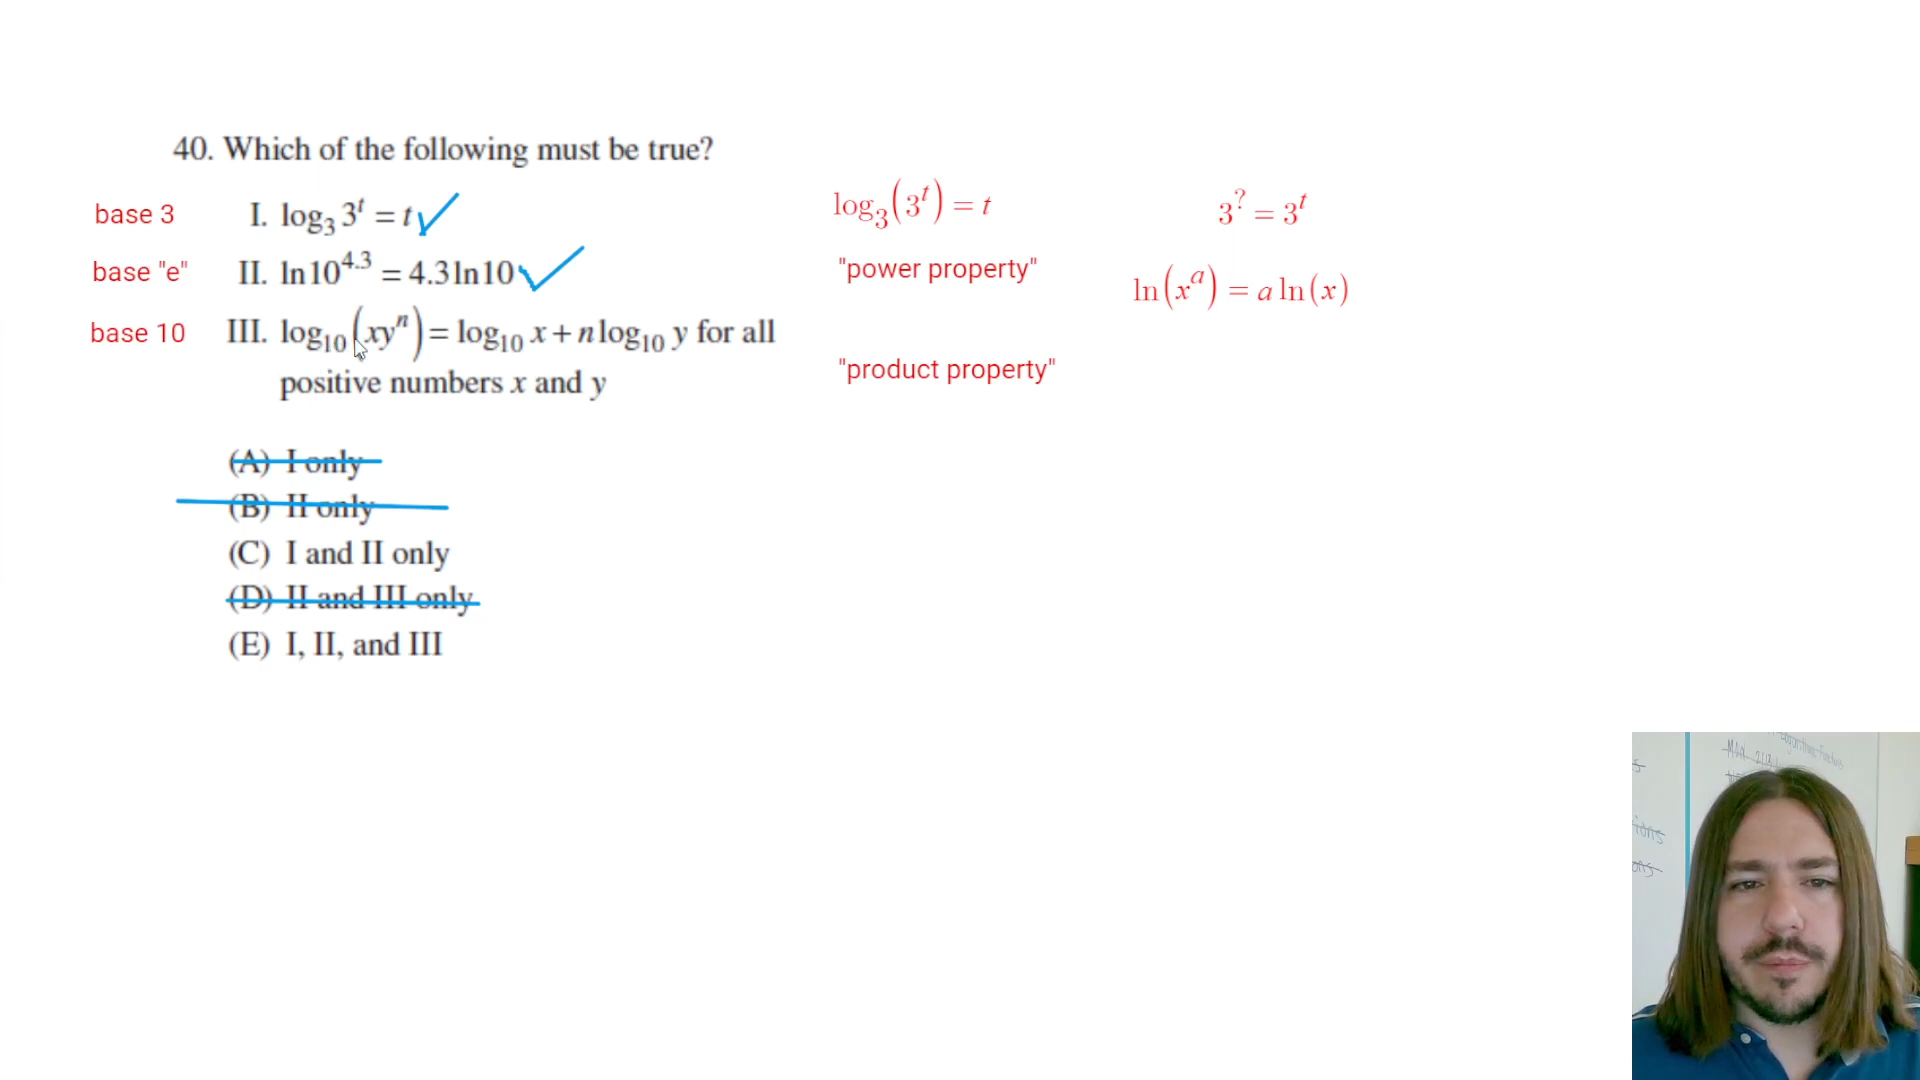 40. Which of the following must be true?
base 3 I. log₃ 3ᵗ = t log₃(3ᵗ) = t 3^? = 3ᵗ
base "e" II. ln 10^4.3 = 4.3 ln 10 "power property" ln(xᵃ) = a ln(x)
base 10 III. log₁₀(xyⁿ) = log₁₀ x + n log₁₀ y for all
positive numbers x and y "product property"
(A) I only
(B) II only
(C) I and II only
(D) II and III only
(E) I, II, and III